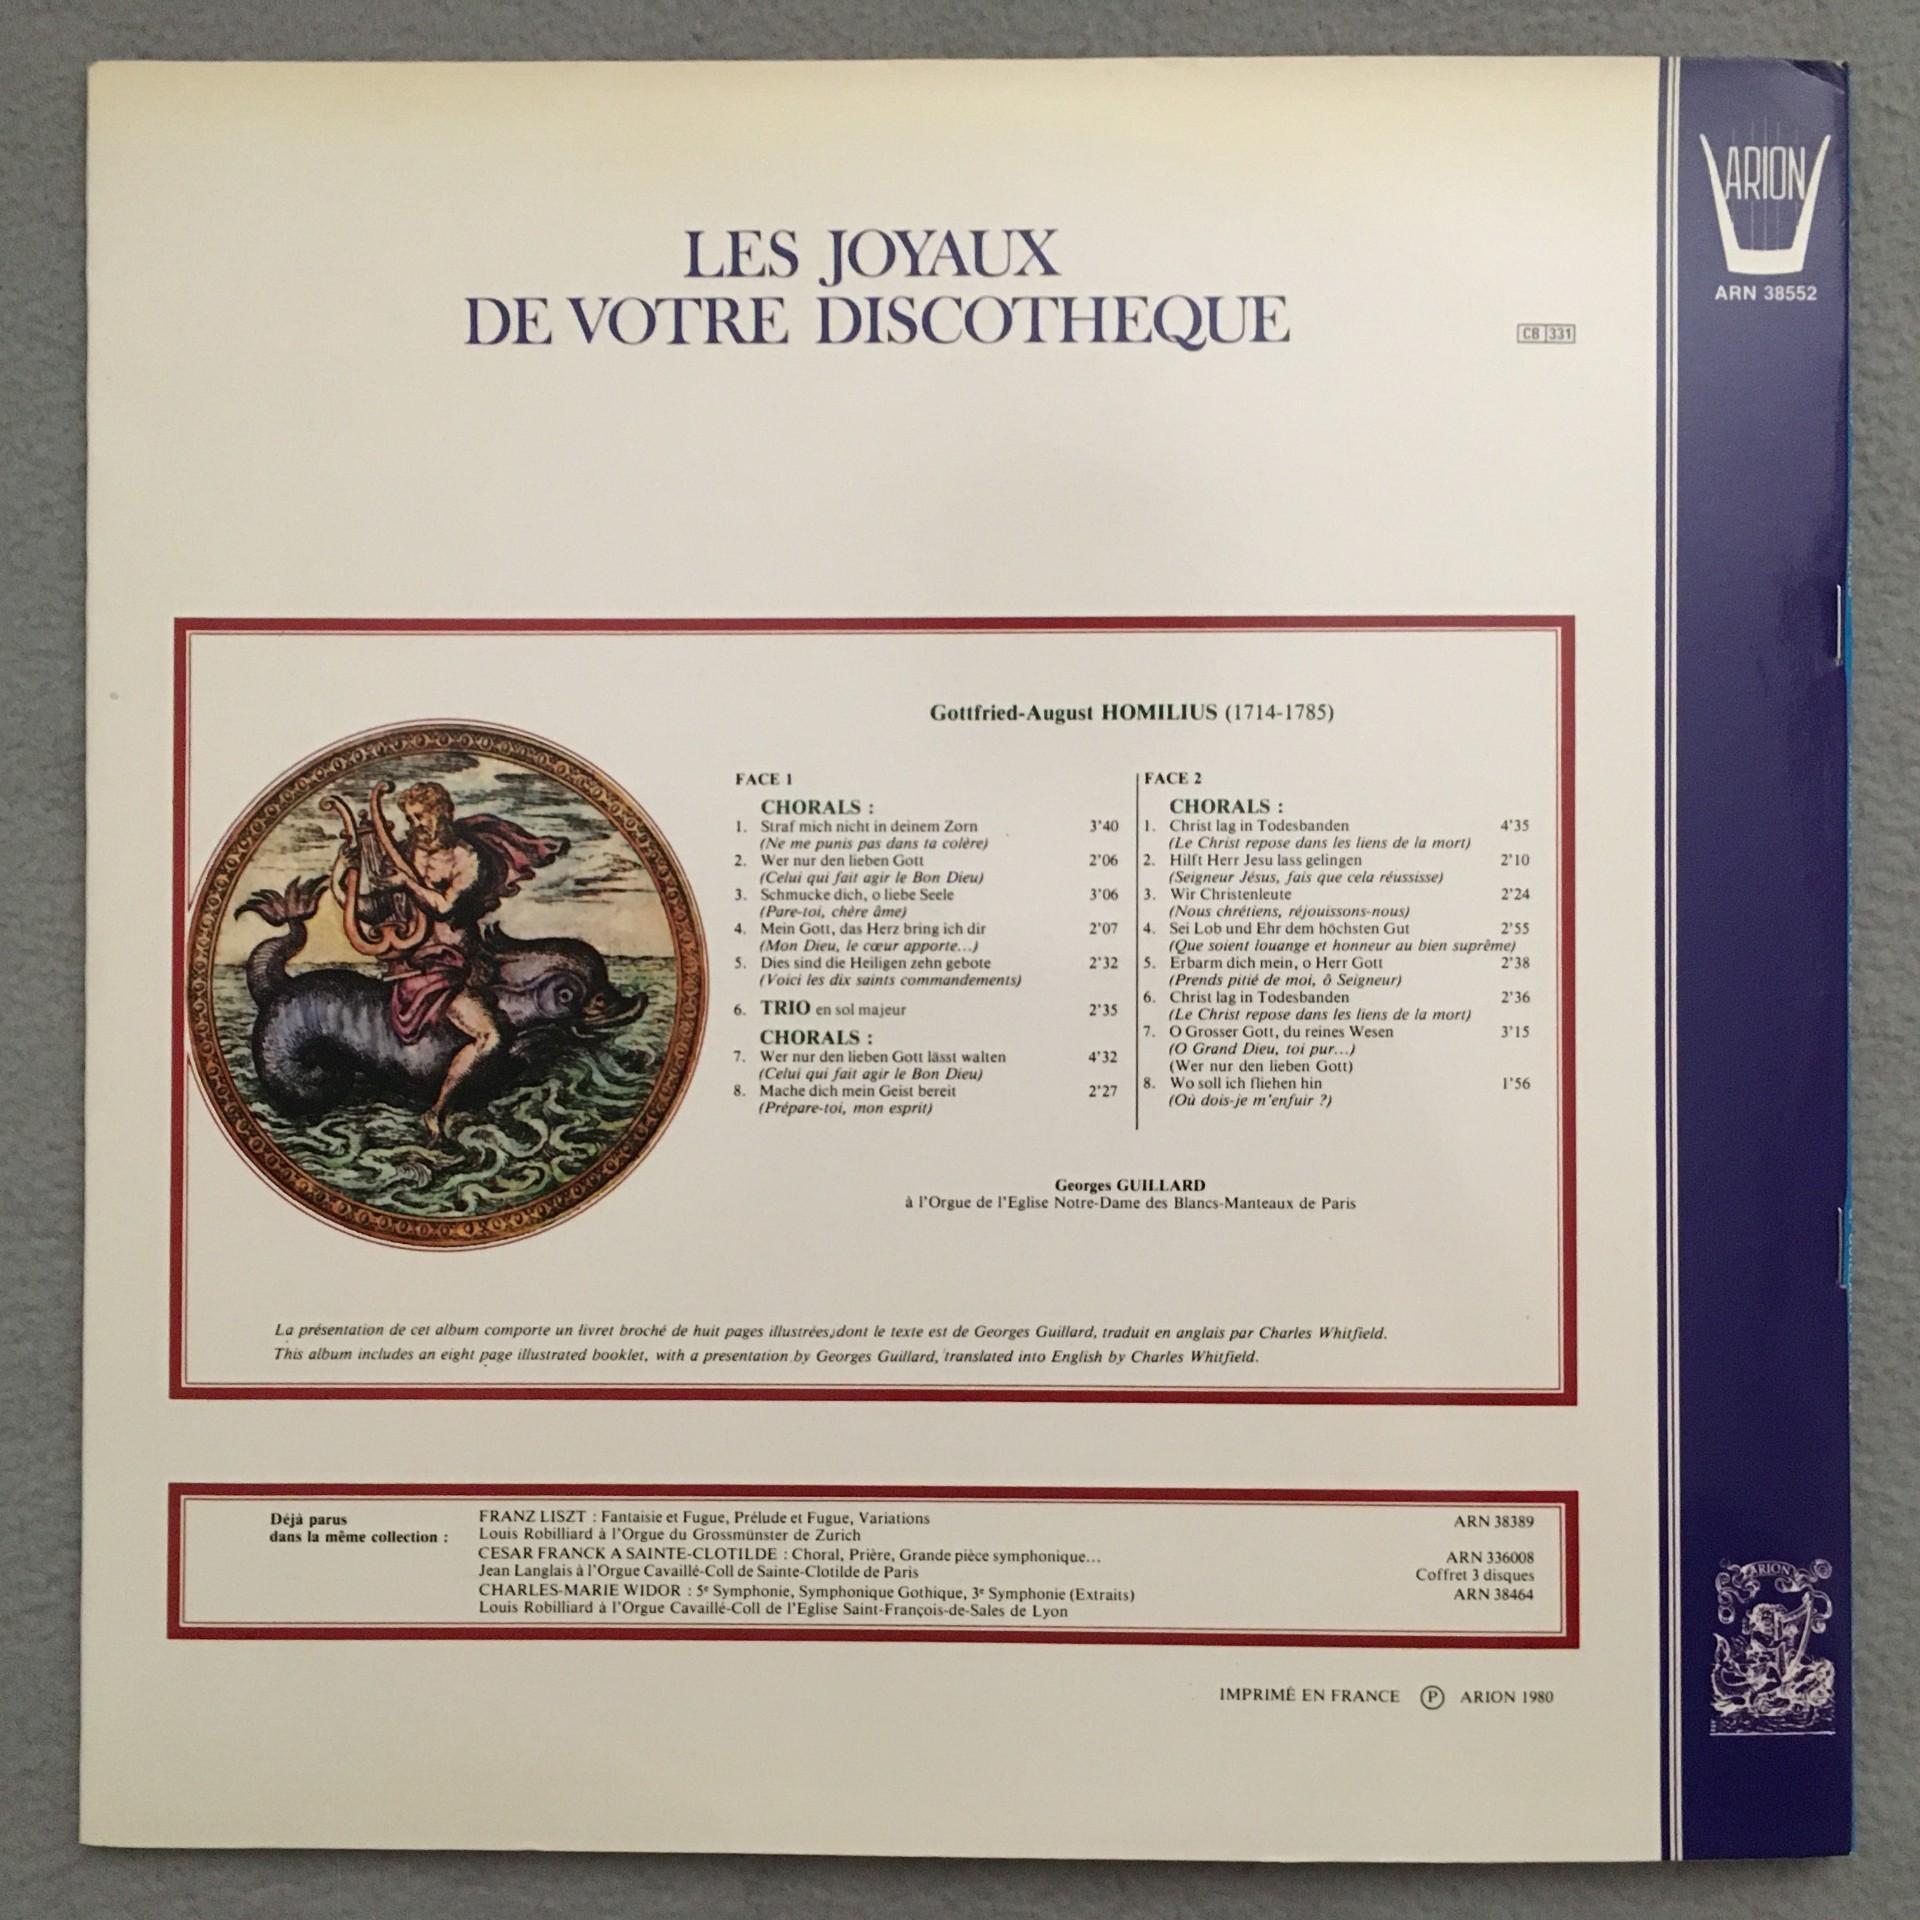 LES JOYAUX
DE VOTRE DISCOTHEQUE
CB 331
ARION
ARN 38552
Gottfried-August HOMILIUS (1714-1785)
FACE 1
CHORALS :
1. Straf mich nicht in deinem Zorn 3'40
(Ne me punis pas dans ta colère)
2. Wer nur den lieben Gott 2'06
(Celui qui fait agir le Bon Dieu)
3. Schmucke dich, o liebe Seele 3'06
(Pare-toi, chère âme)
4. Mein Gott, das Herz bring ich dir 2'07
(Mon Dieu, le cœur apporte...)
5. Dies sind die Heiligen zehn gebote 2'32
(Voici les dix saints commandements)
6. TRIO en sol majeur 2'35
CHORALS :
7. Wer nur den lieben Gott lässt walten 4'32
(Celui qui fait agir le Bon Dieu)
8. Mache dich mein Geist bereit 2'27
(Prépare-toi, mon esprit)
FACE 2
CHORALS :
1. Christ lag in Todesbanden 4'35
(Le Christ repose dans les liens de la mort)
2. Hilft Herr Jesu lass gelingen 2'10
(Seigneur Jésus, fais que cela réussisse)
3. Wir Christenleute 2'24
(Nous chrétiens, réjouissons-nous)
4. Sei Lob und Ehr dem höchsten Gut 2'55
(Que soient louange et honneur au bien suprême)
5. Erbarm dich mein, o Herr Gott 2'38
(Prends pitié de moi, ô Seigneur)
6. Christ lag in Todesbanden 2'36
(Le Christ repose dans les liens de la mort)
7. O Grosser Gott, du reines Wesen 3'15
(O Grand Dieu, toi pur...)
(Wer nur den lieben Gott)
8. Wo soll ich fliehen hin 1'56
(Où dois-je m'enfuir ?)
Georges GUILLARD
à l'Orgue de l'Eglise Notre-Dame des Blancs-Manteaux de Paris
La présentation de cet album comporte un livret broché de huit pages illustrées, dont le texte est de Georges Guillard, traduit en anglais par Charles Whitfield.
This album includes an eight page illustrated booklet, with a presentation by Georges Guillard, translated into English by Charles Whitfield.
Déjà parus
dans la même collection :
FRANZ LISZT : Fantaisie et Fugue, Prélude et Fugue, Variations ARN 38389
Louis Robilliard à l'Orgue du Grossmünster de Zurich
CESAR FRANCK A SAINTE-CLOTILDE : Choral, Prière, Grande pièce symphonique... ARN 336008
Jean Langlais à l'Orgue Cavaillé-Coll de Sainte-Clotilde de Paris Coffret 3 disques
CHARLES-MARIE WIDOR : 5e Symphonie, Symphonique Gothique, 3e Symphonie (Extraits) ARN 38464
Louis Robilliard à l'Orgue Cavaillé-Coll de l'Eglise Saint-François-de-Sales de Lyon
ARION
IMPRIMÉ EN FRANCE Ⓟ ARION 1980